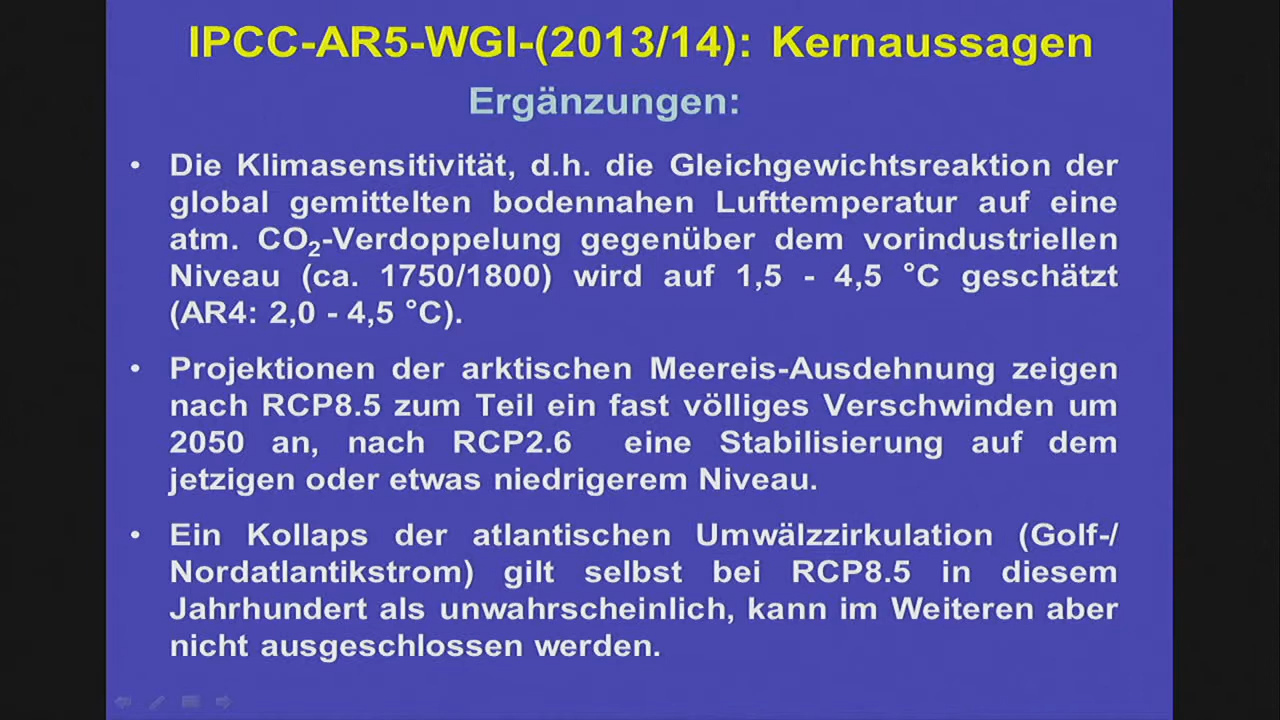 IPCC-AR5-WGI-(2013/14): Kernaussagen
Ergänzungen:
• Die Klimasensitivität, d.h. die Gleichgewichtsreaktion der
global gemittelten bodennahen Lufttemperatur auf eine
atm. CO₂-Verdoppelung gegenüber dem vorindustriellen
Niveau (ca. 1750/1800) wird auf 1,5 - 4,5 °C geschätzt
(AR4: 2,0 - 4,5 °C).
• Projektionen der arktischen Meereis-Ausdehnung zeigen
nach RCP8.5 zum Teil ein fast völliges Verschwinden um
2050 an, nach RCP2.6 eine Stabilisierung auf dem
jetzigen oder etwas niedrigerem Niveau.
• Ein Kollaps der atlantischen Umwälzzirkulation (Golf-/
Nordatlantikstrom) gilt selbst bei RCP8.5 in diesem
Jahrhundert als unwahrscheinlich, kann im Weiteren aber
nicht ausgeschlossen werden.